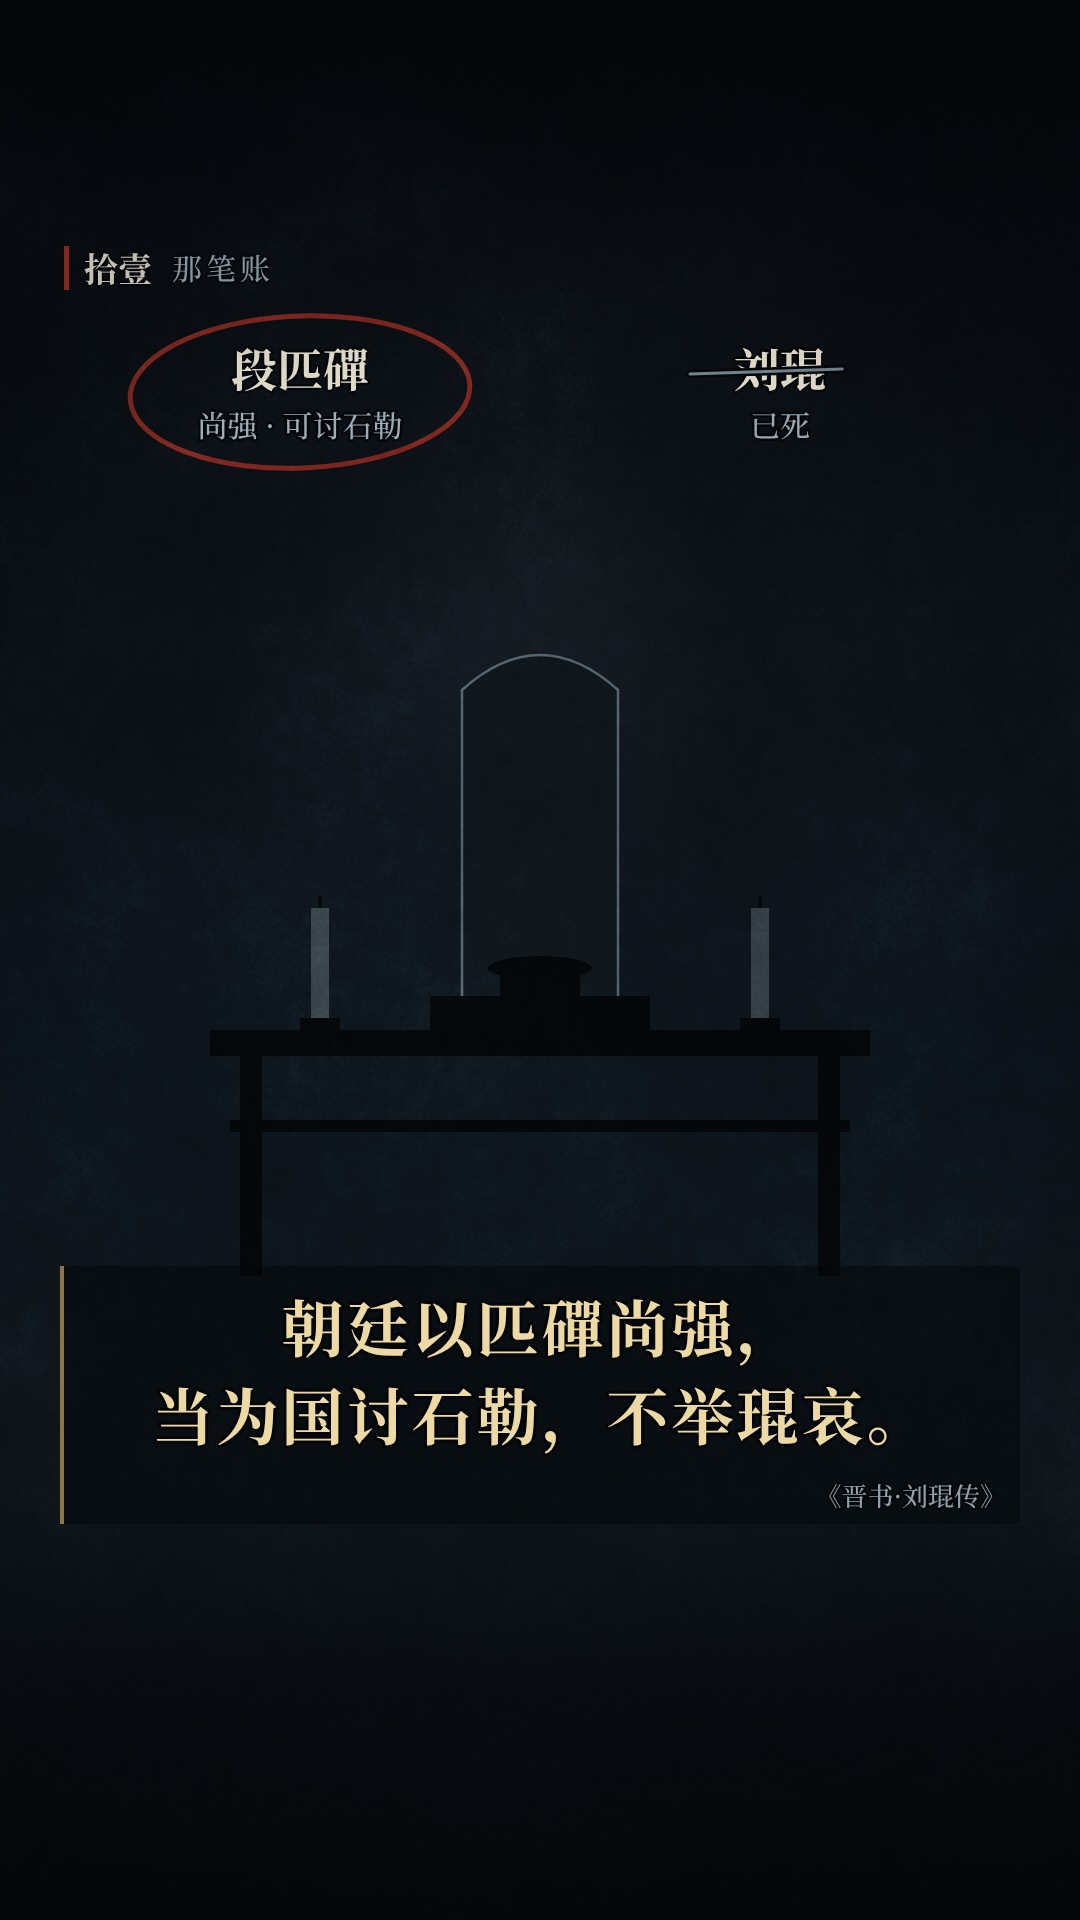 拾壹 那笔账
段匹磾 刘琨
尚强 · 可讨石勒 已死
朝廷以匹磾尚强，
当为国讨石勒，不举琨哀。
《晋书·刘琨传》